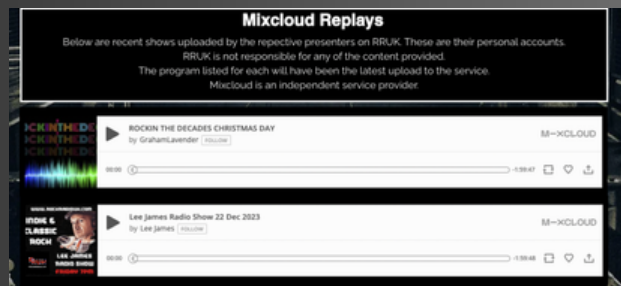 Mixcloud Replays
Below are recent shows uploaded by the repective presenters on RRUK. These are their personal accounts.
RRUK is not responsible for any of the content provided.
The program listed for each will have been the latest upload to the service.
Mixcloud is an independent service provider.
ROCKIN THE DECADES CHRISTMAS DAY
by GrahamLavender FOLLOW
M-XCLOUD
00:00
-1:59:47
Lee James Radio Show 22 Dec 2023
by Lee James FOLLOW
M-XCLOUD
00:00
-1:59:48
INDIE &
CLASSIC
ROCK
LEE JAMES
RADIO SHOW
FRIDAY 7PM